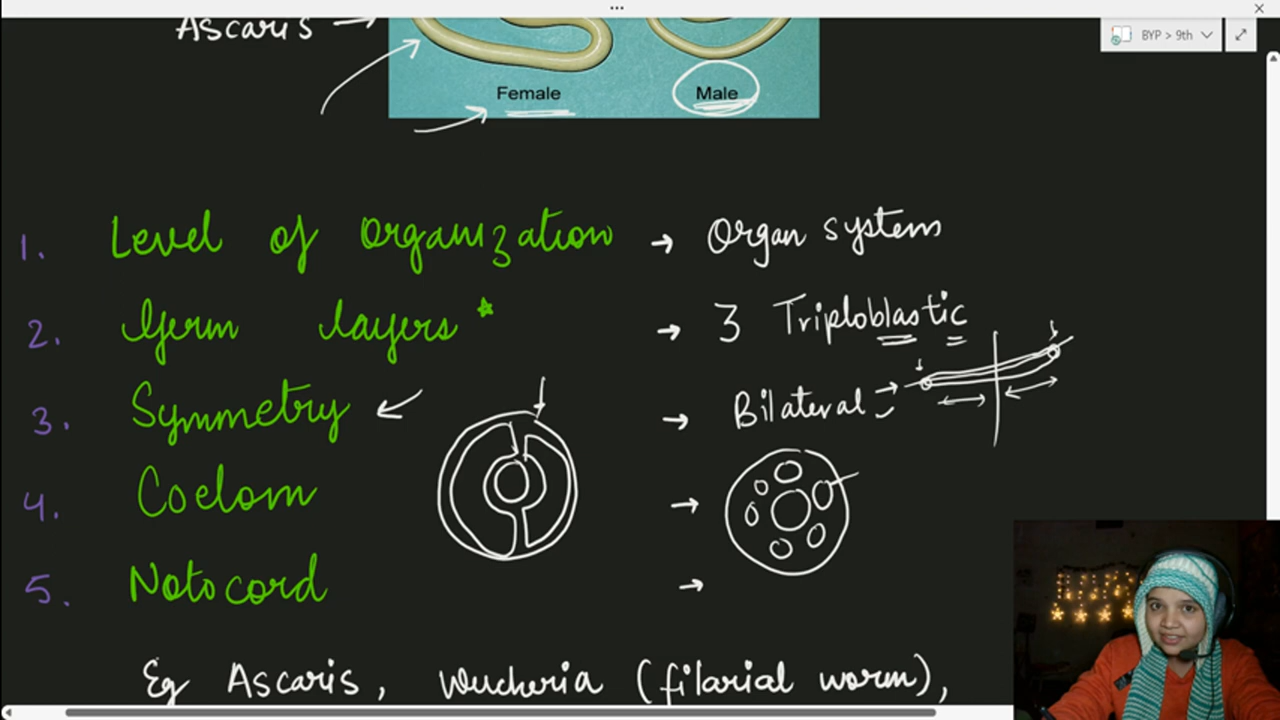 ...
Ascaris →
BYP > 9th
Female Male
1. Level of organization → Organ system
2. Germ layers * → 3 Triploblastic
3. Symmetry → Bilateral →
4. Coelom →
5. Notocord →
Eg Ascaris, Wucheria (filarial worm),